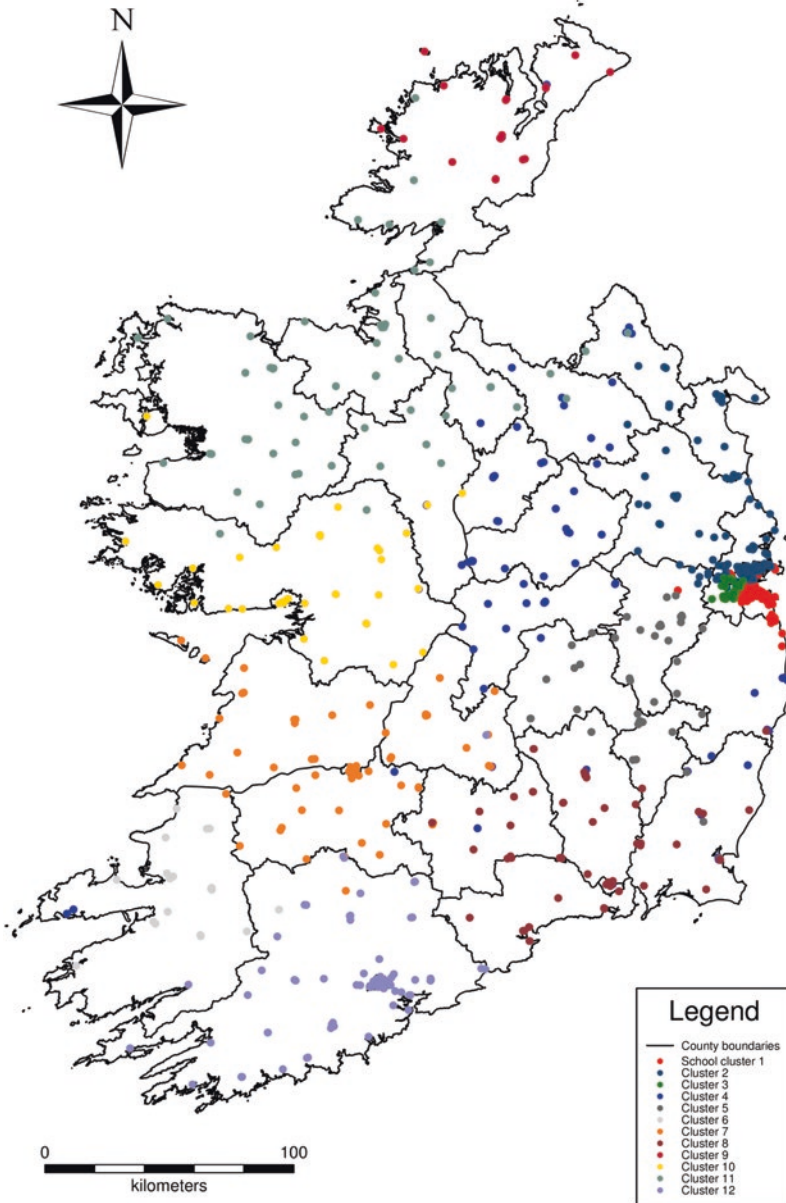 N
Legend
County boundaries
School cluster 1
Cluster 2
Cluster 3
Cluster 4
Cluster 5
Cluster 6
Cluster 7
Cluster 8
Cluster 9
Cluster 10
Cluster 11
Cluster 12
0 100
kilometers